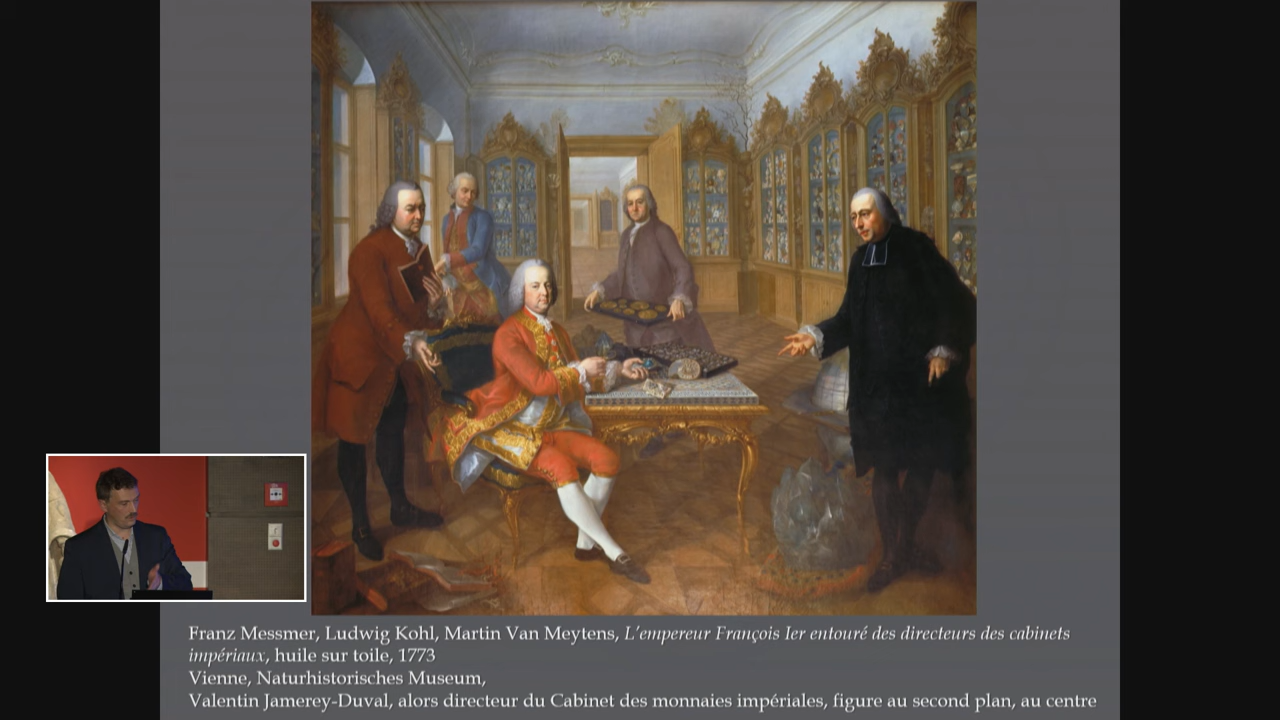 Franz Messmer, Ludwig Kohl, Martin Van Meytens, L'empereur François Ier entouré des directeurs des cabinets
impériaux, huile sur toile, 1773
Vienne, Naturhistorisches Museum,
Valentin Jamerey-Duval, alors directeur du Cabinet des monnaies impériales, figure au second plan, au centre